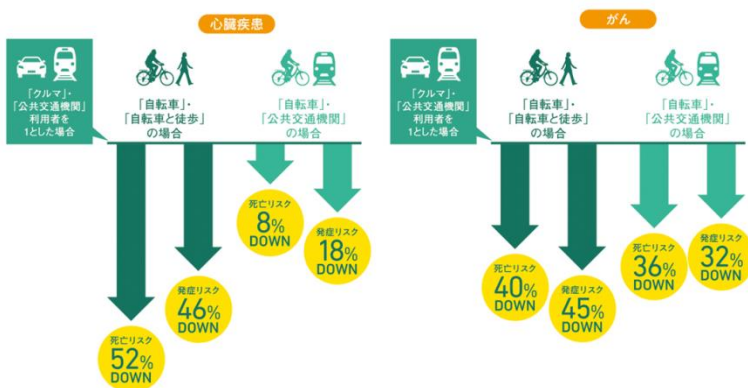 心臓疾患
「クルマ」・
「公共交通機関」
利用者を
1とした場合
「自転車」・
「自転車と徒歩」
の場合
「自転車」・
「公共交通機関」
の場合
死亡リスク
52%
DOWN
発症リスク
46%
DOWN
死亡リスク
8%
DOWN
発症リスク
18%
DOWN
がん
「クルマ」・
「公共交通機関」
利用者を
1とした場合
「自転車」・
「自転車と徒歩」
の場合
「自転車」・
「公共交通機関」
の場合
死亡リスク
40%
DOWN
発症リスク
45%
DOWN
死亡リスク
36%
DOWN
発症リスク
32%
DOWN